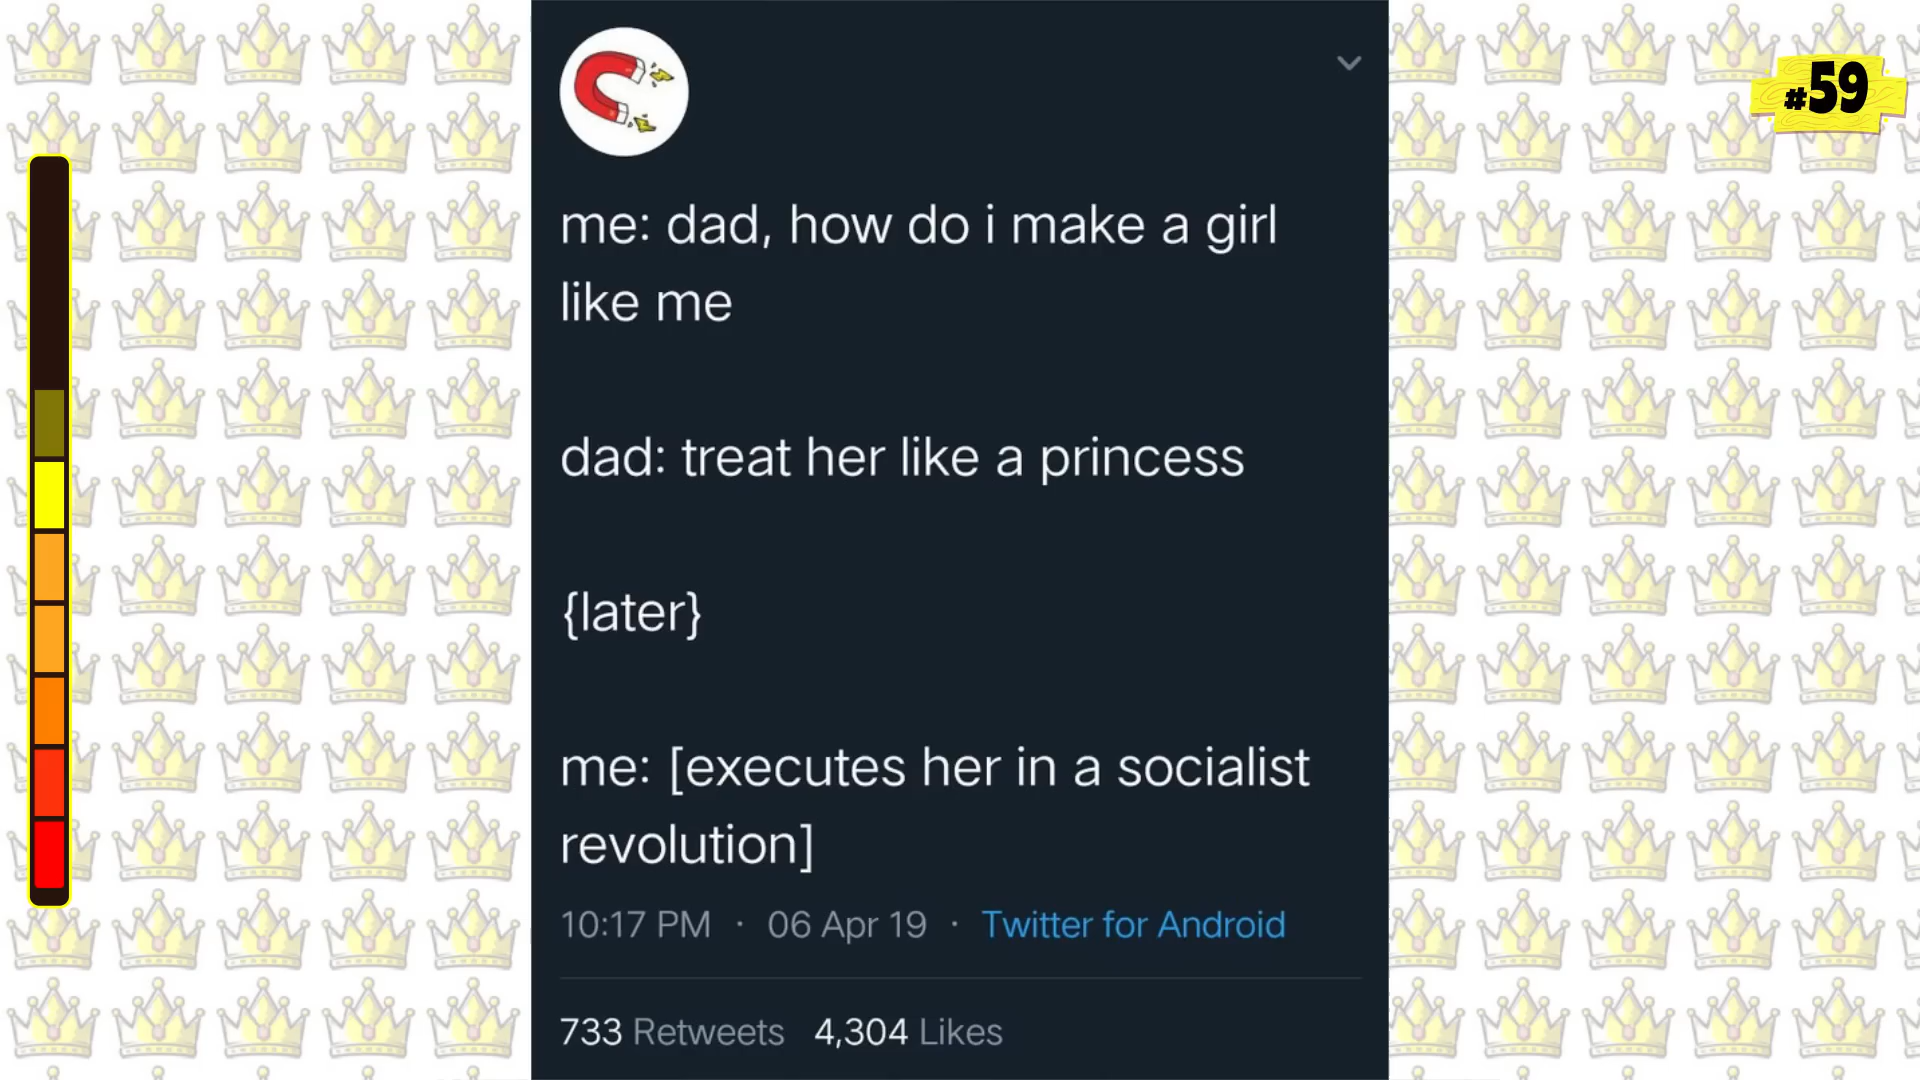 #59
me: dad, how do i make a girl
like me
dad: treat her like a princess
{later}
me: [executes her in a socialist
revolution]
10:17 PM · 06 Apr 19 · Twitter for Android
733 Retweets 4,304 Likes